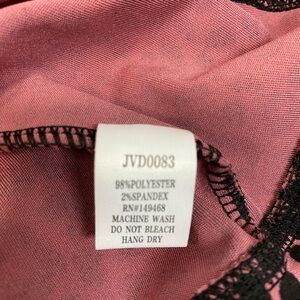 JVD0083
98%POLYESTER
2%SPANDEX
RN#149468
MACHINE WASH
DO NOT BLEACH
HANG DRY